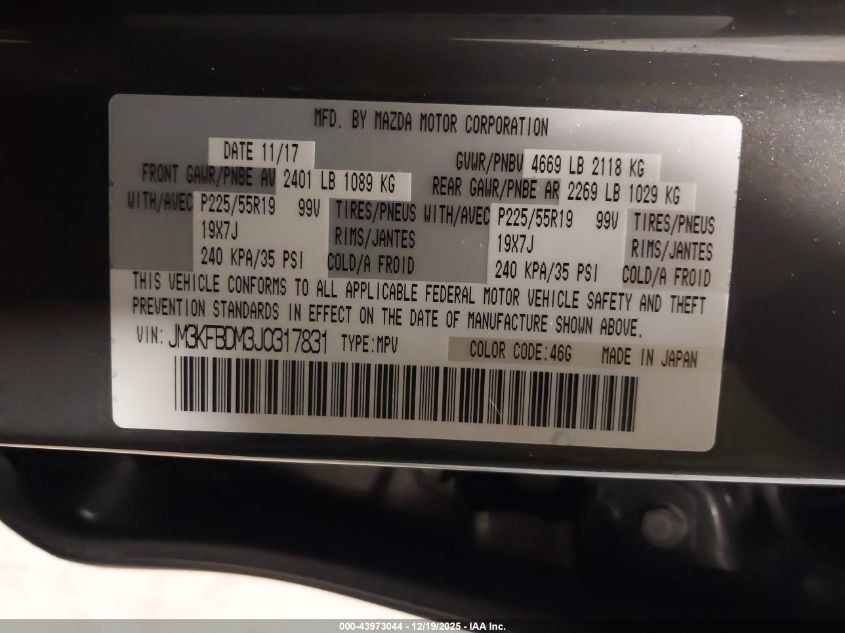 MFD. BY MAZDA MOTOR CORPORATION
DATE 11/17 GVWR/PNBV 4669 LB 2118 KG
FRONT GAWR/PNBE AV 2401 LB 1089 KG REAR GAWR/PNBE AR 2269 LB 1029 KG
WITH/AVEC P225/55R19 99V TIRES/PNEUS WITH/AVEC P225/55R19 99V TIRES/PNEUS
19X7J RIMS/JANTES 19X7J RIMS/JANTES
240 KPA/35 PSI COLD/A FROID 240 KPA/35 PSI COLD/A FROID
THIS VEHICLE CONFORMS TO ALL APPLICABLE FEDERAL MOTOR VEHICLE SAFETY AND THEFT
PREVENTION STANDARDS IN EFFECT ON THE DATE OF MANUFACTURE SHOWN ABOVE.
VIN: JM3KFBDM3J0317831 TYPE:MPV COLOR CODE:46G MADE IN JAPAN
000-43973044 - 12/19/2025 - IAA Inc.